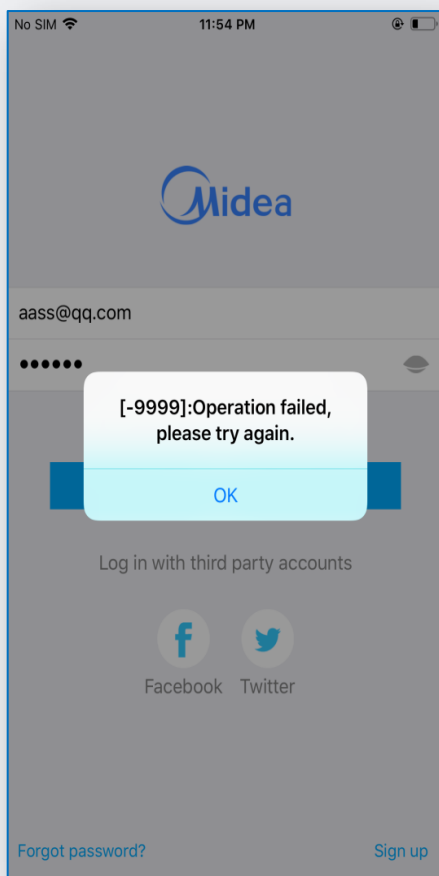 No SIM 11:54 PM
Midea
aass@qq.com
••••••
[-9999]:Operation failed,
please try again.
OK
Log in with third party accounts
Facebook Twitter
Forgot password? Sign up